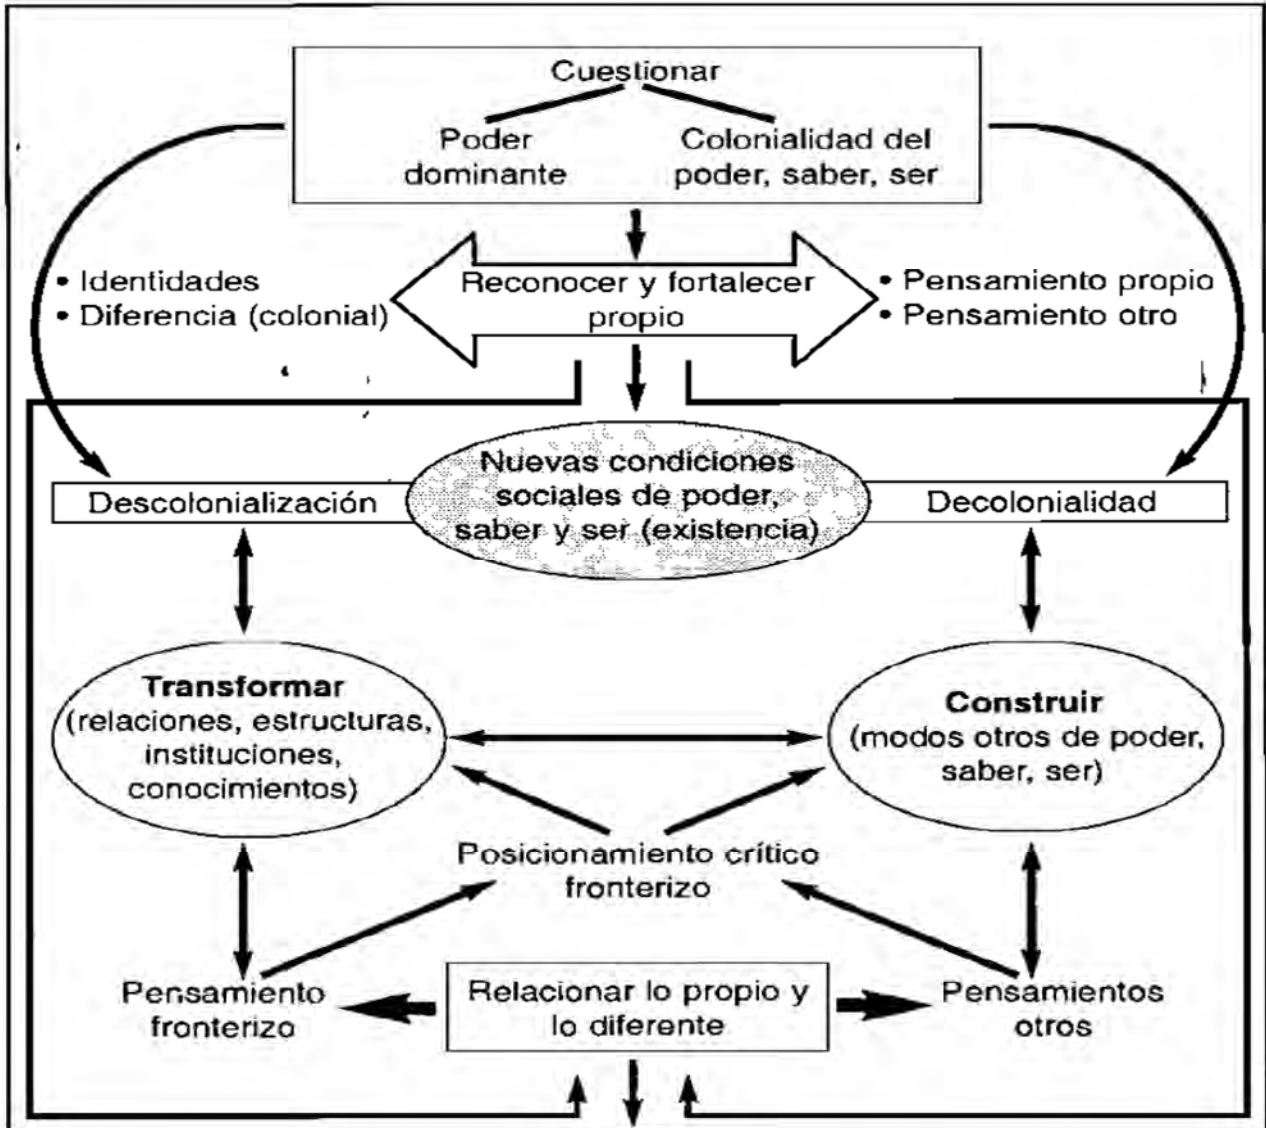 Cuestionar
Poder
dominante
Colonialidad del
poder, saber, ser
• Identidades
• Diferencia (colonial)
Reconocer y fortalecer
propio
• Pensamiento propio
• Pensamiento otro
Descolonialización
Nuevas condiciones
sociales de poder,
saber y ser (existencia)
Decolonialidad
Transformar
(relaciones, estructuras,
instituciones,
conocimientos)
Construir
(modos otros de poder,
saber, ser)
Posicionamiento crítico
fronterizo
Pensamiento
fronterizo
Relacionar lo propio y
lo diferente
Pensamientos
otros